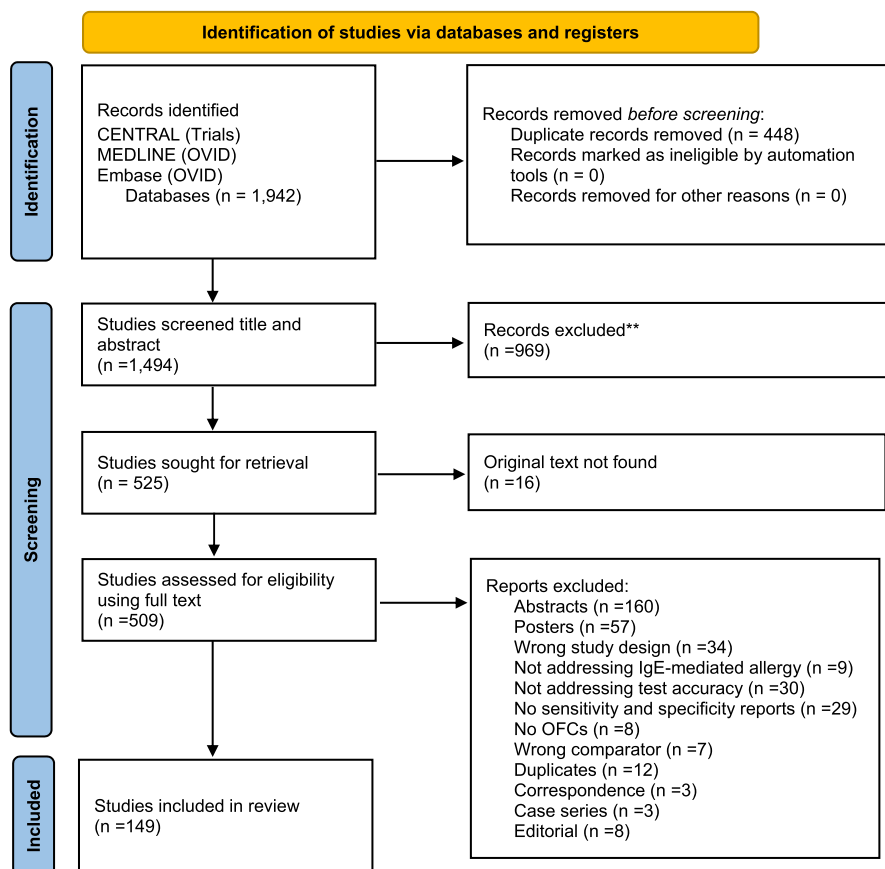 Identification of studies via databases and registers
Identification
Records identified
CENTRAL (Trials)
MEDLINE (OVID)
Embase (OVID)
Databases (n = 1,942)
Records removed before screening:
Duplicate records removed (n = 448)
Records marked as ineligible by automation
tools (n = 0)
Records removed for other reasons (n = 0)
Screening
Studies screened title and
abstract
(n =1,494)
Records excluded**
(n =969)
Studies sought for retrieval
(n = 525)
Original text not found
(n =16)
Studies assessed for eligibility
using full text
(n =509)
Reports excluded:
Abstracts (n =160)
Posters (n =57)
Wrong study design (n =34)
Not addressing IgE-mediated allergy (n =9)
Not addressing test accuracy (n =30)
No sensitivity and specificity reports (n =29)
No OFCs (n =8)
Wrong comparator (n =7)
Duplicates (n =12)
Correspondence (n =3)
Case series (n =3)
Editorial (n =8)
Included
Studies included in review
(n =149)